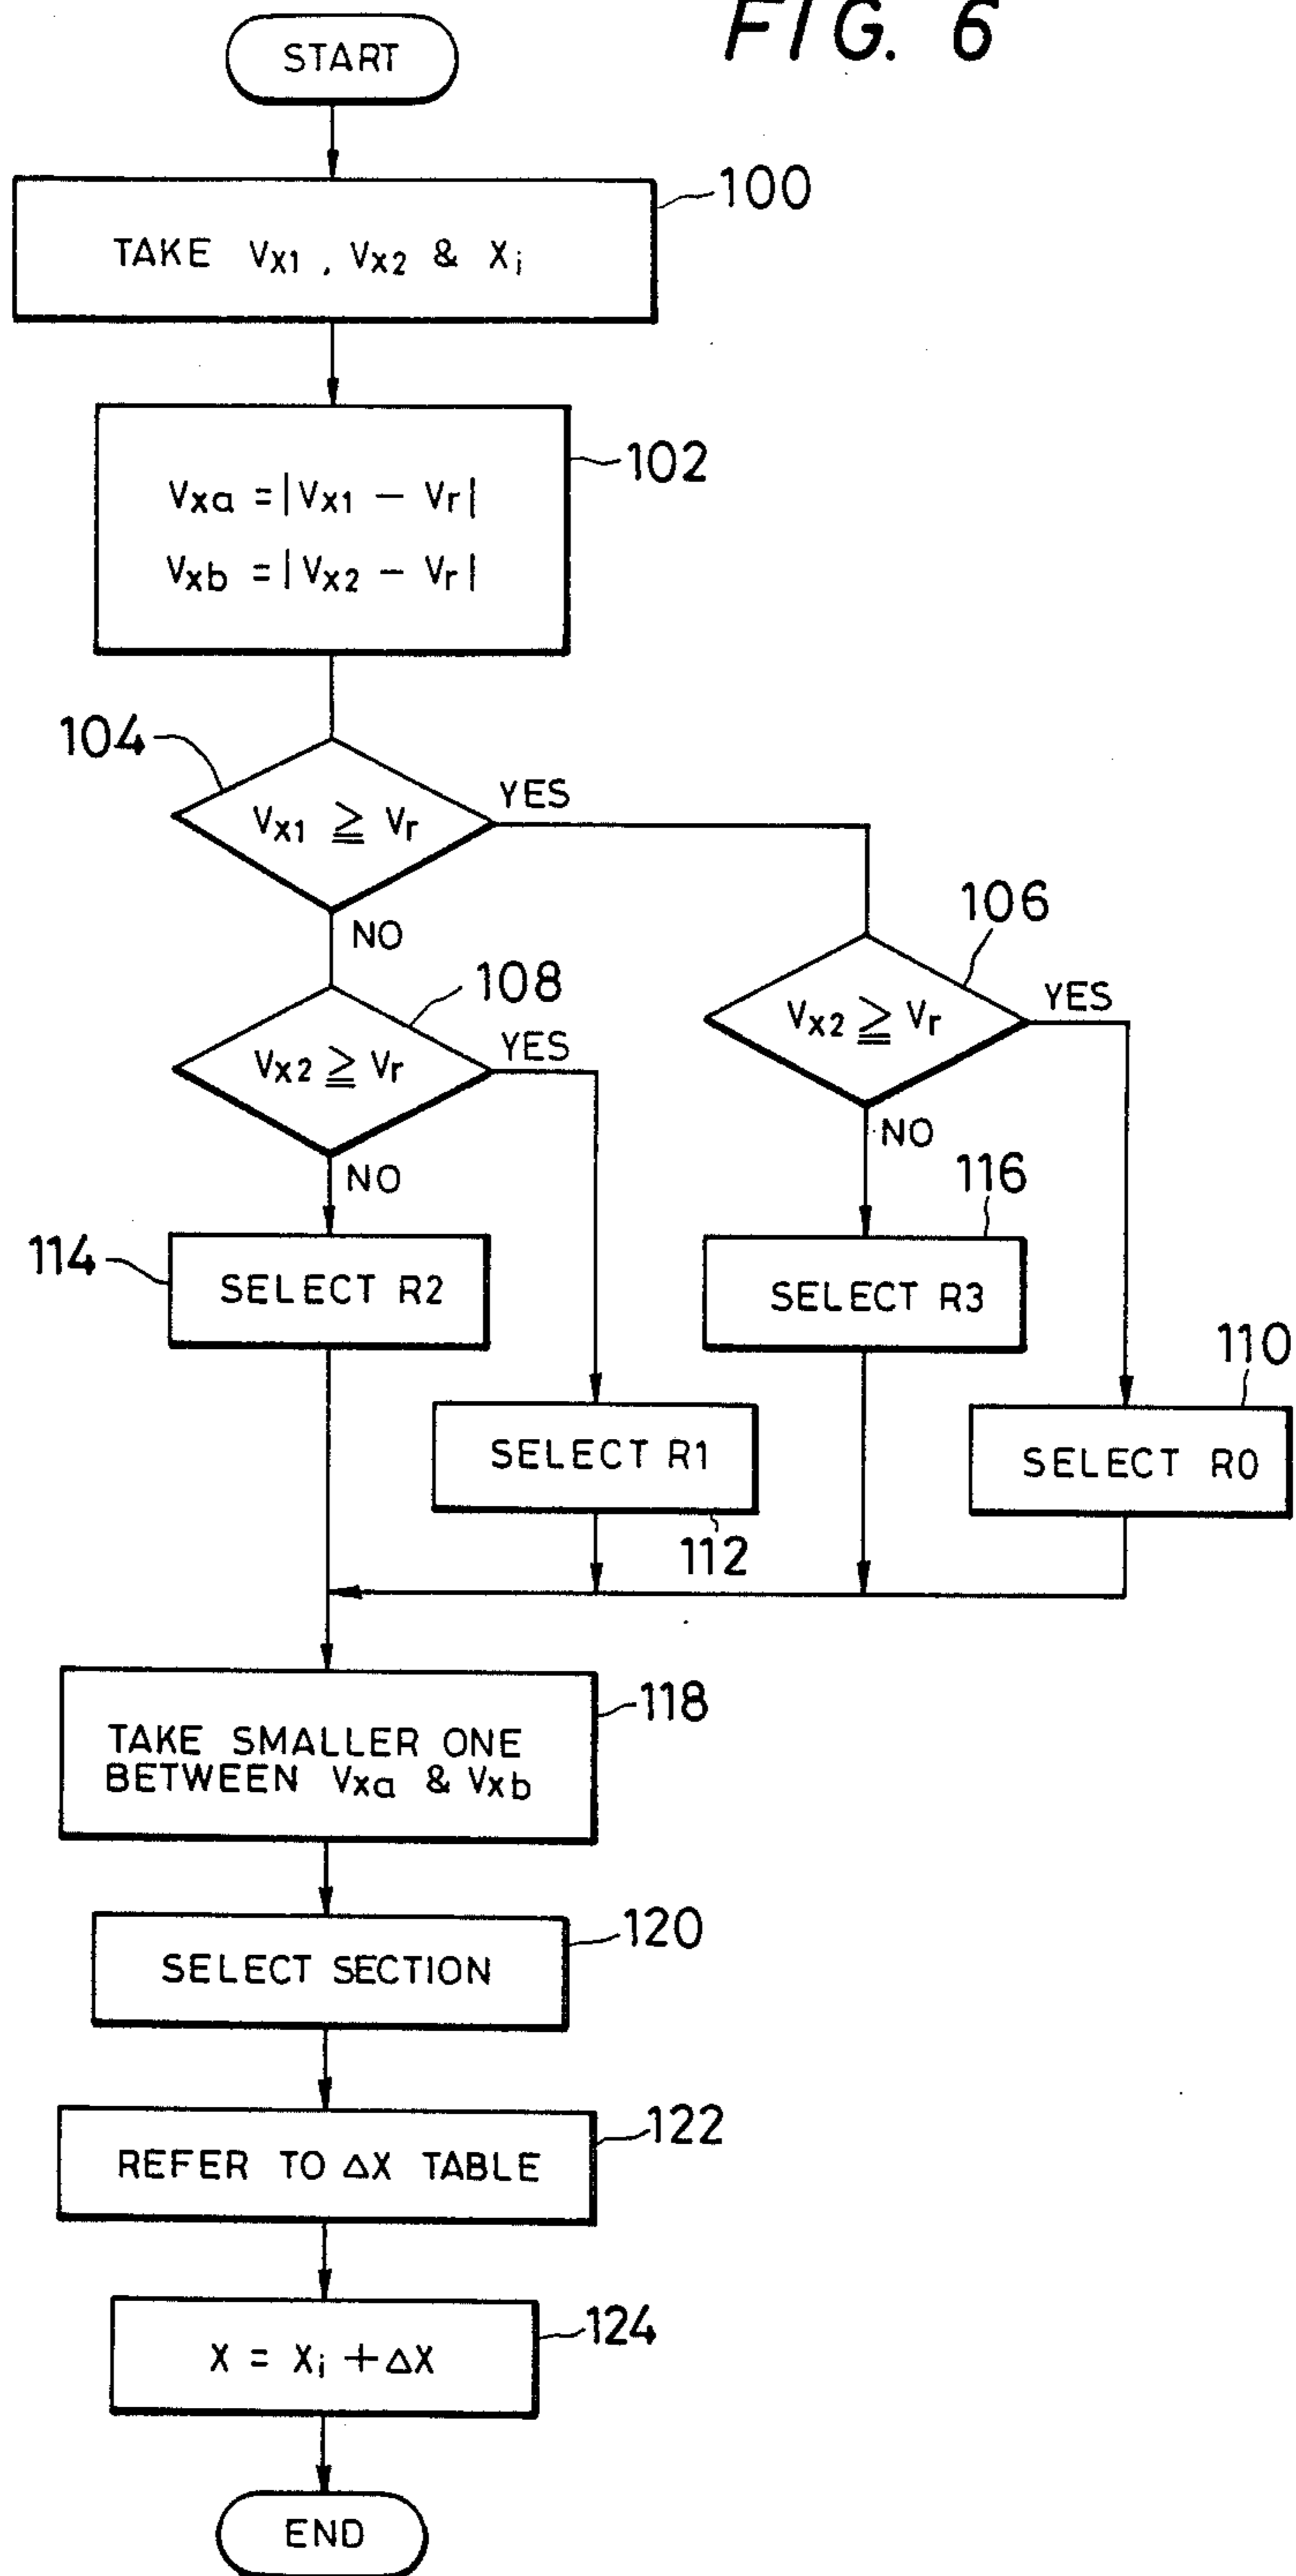 FIG. 6
START
100
TAKE Vx1 , Vx2 & Xi
102
Vxa = |Vx1 − Vr|
Vxb = |Vx2 − Vr|
104
Vx1 ≧ Vr
YES
NO
106
Vx2 ≧ Vr
YES
NO
108
Vx2 ≧ Vr
YES
NO
116
114
SELECT R2
SELECT R3
110
SELECT R1
SELECT R0
112
118
TAKE SMALLER ONE
BETWEEN Vxa & Vxb
120
SELECT SECTION
122
REFER TO ΔX TABLE
124
X = Xi + ΔX
END